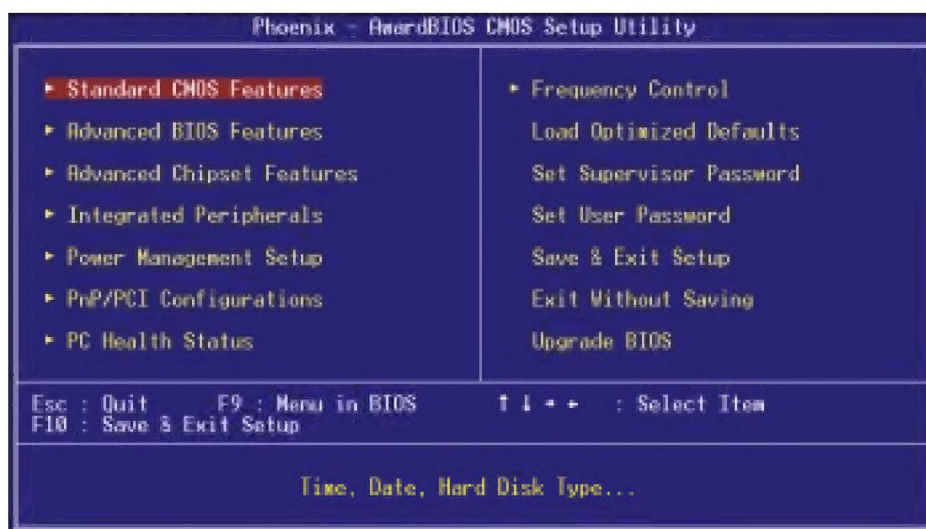 Phoenix - AwardBIOS CMOS Setup Utility
Standard CMOS Features
Advanced BIOS Features
Advanced Chipset Features
Integrated Peripherals
Power Management Setup
PnP/PCI Configurations
PC Health Status
Frequency Control
Load Optimized Defaults
Set Supervisor Password
Set User Password
Save & Exit Setup
Exit Without Saving
Upgrade BIOS
Esc : Quit F9 : Menu in BIOS ↑ ↓ → ← : Select Item
F10 : Save & Exit Setup
Time, Date, Hard Disk Type...